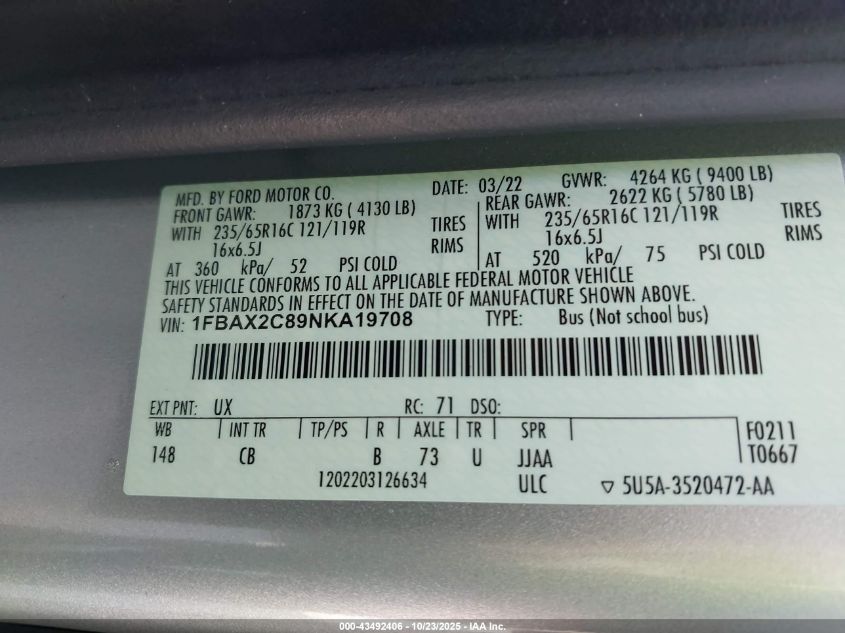 MFD. BY FORD MOTOR CO. DATE: 03/22 GVWR: 4264 KG ( 9400 LB)
FRONT GAWR: 1873 KG ( 4130 LB) REAR GAWR: 2622 KG ( 5780 LB)
WITH 235/65R16C 121/119R TIRES WITH 235/65R16C 121/119R TIRES
16x6.5J RIMS 16x6.5J RIMS
AT 360 kPa/ 52 PSI COLD AT 520 kPa/ 75 PSI COLD
THIS VEHICLE CONFORMS TO ALL APPLICABLE FEDERAL MOTOR VEHICLE
SAFETY STANDARDS IN EFFECT ON THE DATE OF MANUFACTURE SHOWN ABOVE.
VIN: 1FBAX2C89NKA19708 TYPE: Bus (Not school bus)
EXT PNT: UX RC: 71 DSO:
WB INT TR TP/PS R AXLE TR SPR F0211
148 CB B 73 U JJAA T0667
1202203126634 ULC ▽ 5U5A-3520472-AA
000-43492406 - 10/23/2025 - IAA Inc.